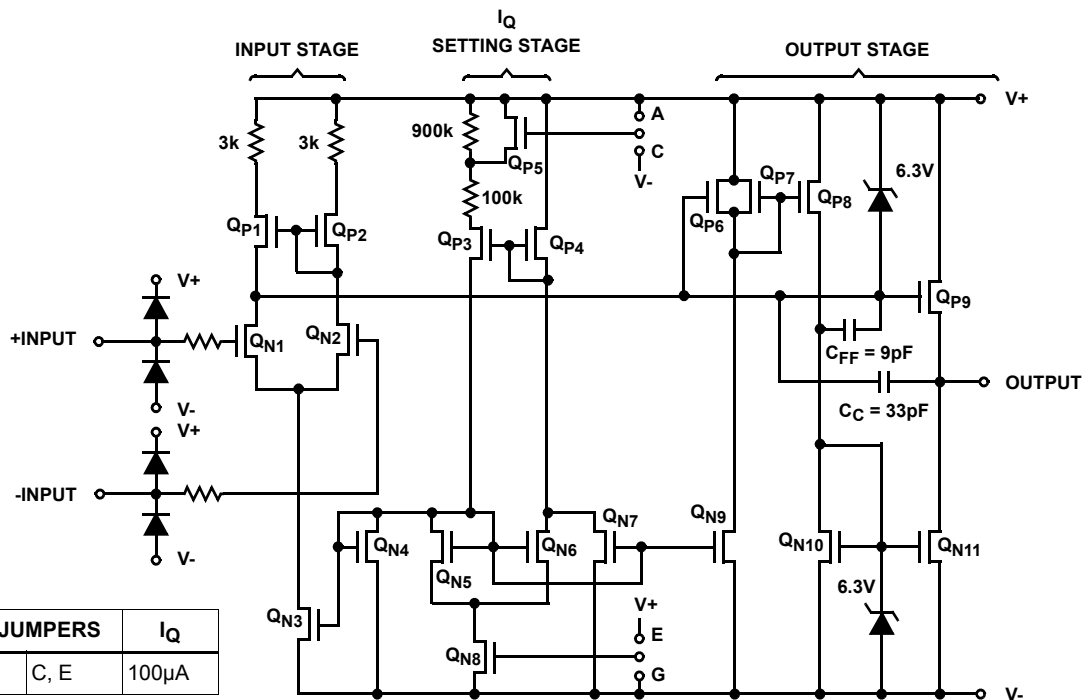 IQ
INPUT STAGE
SETTING STAGE
OUTPUT STAGE
V+
A
900k
3k
3k
QP5
C
V-
6.3V
QP7
QP8
100k
QP6
QP1
QP2
QP3
QP4
QP9
V+
+INPUT
QN1
QN2
CFF = 9pF
OUTPUT
V-
CC = 33pF
V+
-INPUT
V-
QN7
QN9
QN4
QN6
QN10
QN11
QN5
6.3V
V+
QN3
E
QN8
G
V-
JUMPERS IQ
C, E 100µA